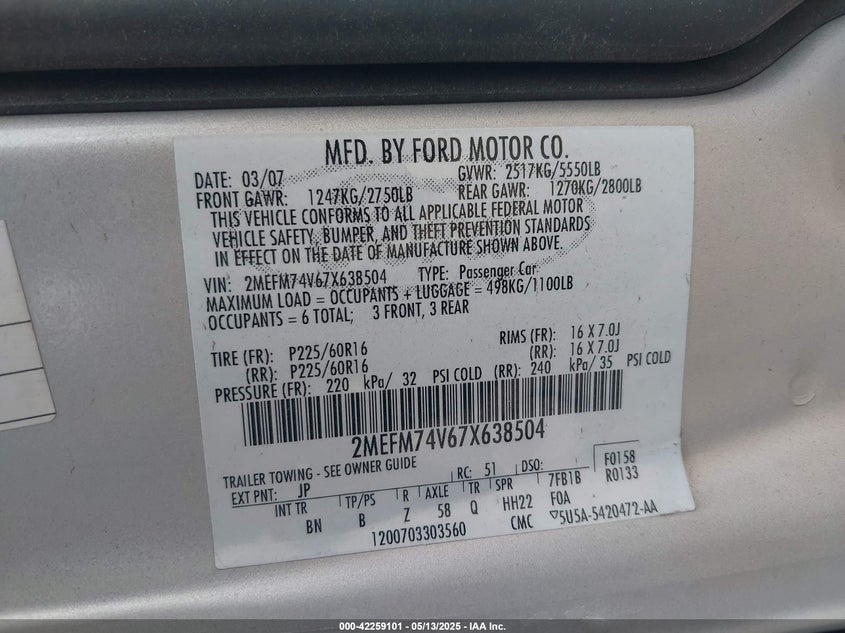 MFD. BY FORD MOTOR CO.
DATE: 03/07 GVWR: 2517KG/5550LB
FRONT GAWR: 1247KG/2750LB REAR GAWR: 1270KG/2800LB
THIS VEHICLE CONFORMS TO ALL APPLICABLE FEDERAL MOTOR
VEHICLE SAFETY, BUMPER, AND THEFT PREVENTION STANDARDS
IN EFFECT ON THE DATE OF MANUFACTURE SHOWN ABOVE.
VIN: 2MEFM74V67X638504 TYPE: Passenger Car
MAXIMUM LOAD = OCCUPANTS + LUGGAGE = 498KG/1100LB
OCCUPANTS = 6 TOTAL; 3 FRONT, 3 REAR
TIRE (FR): P225/60R16 RIMS (FR): 16 X 7.0J
(RR): P225/60R16 (RR): 16 X 7.0J
PRESSURE (FR): 220 kPa/ 32 PSI COLD (RR): 240 kPa/ 35 PSI COLD
2MEFM74V67X638504
TRAILER TOWING - SEE OWNER GUIDE
EXT PNT: JP RC: 51 DSO: F0158
R0133
INT TR TP/PS R AXLE TR SPR 7FB1B
BN B Z 58 Q HH22 FOA
1200703303560 CMC ▽5U5A-5420472-AA
000-42259101 - 05/13/2025 - IAA Inc.